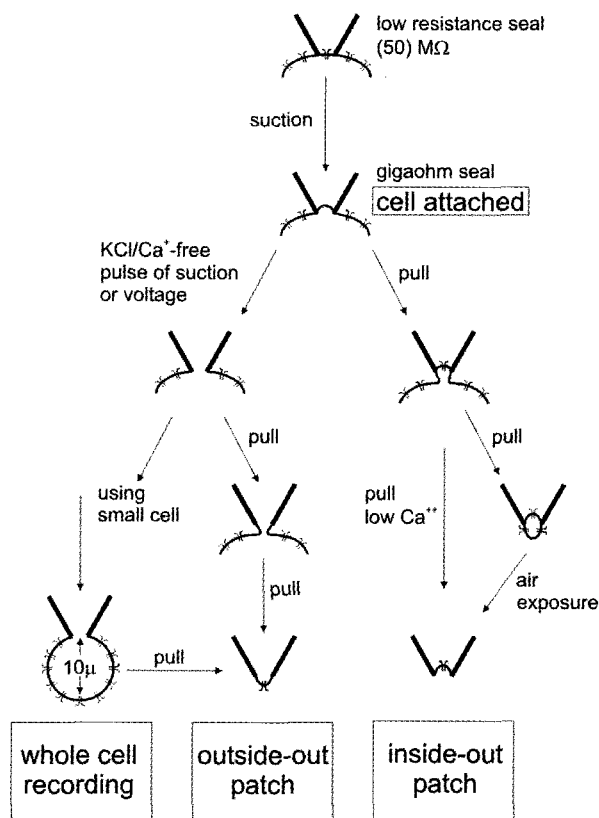 low resistance seal
(50) MΩ
suction
gigaohm seal
cell attached
KCl/Ca⁺-free
pulse of suction
or voltage
pull
pull
pull
using
small cell
pull
low Ca⁺⁺
pull
air
exposure
10µ
pull
whole cell
recording
outside-out
patch
inside-out
patch